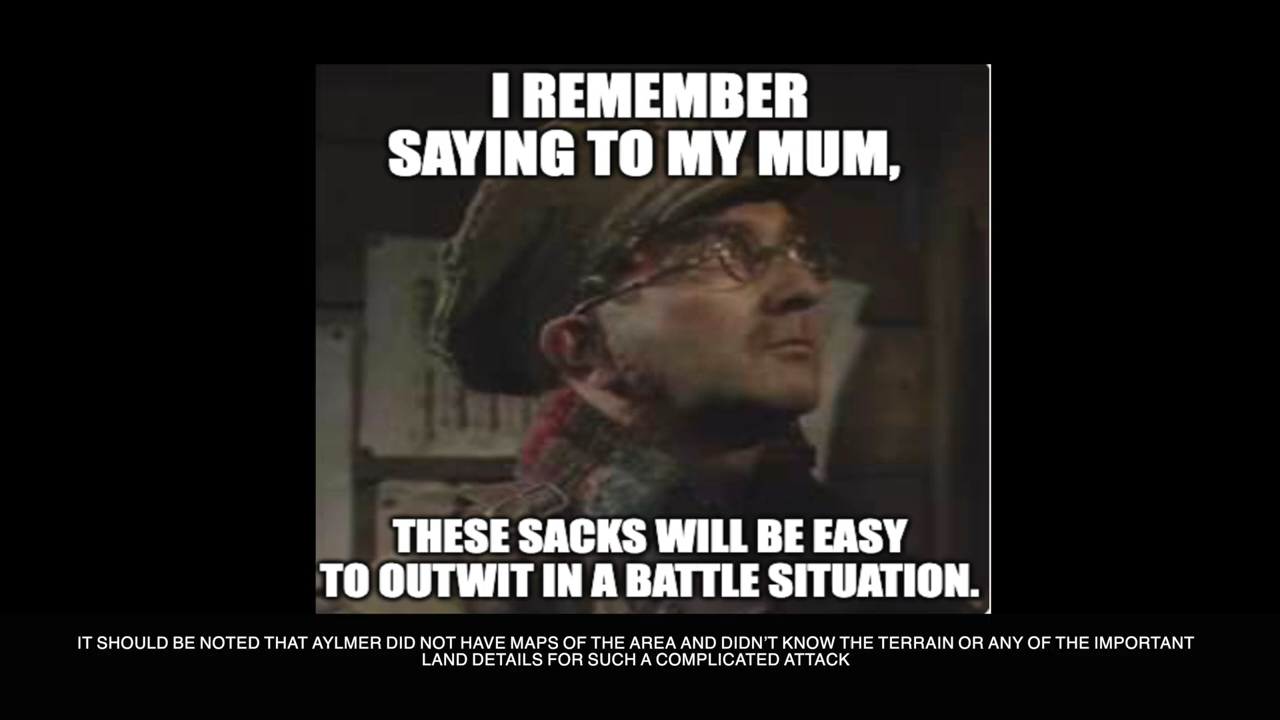 I REMEMBER
SAYING TO MY MUM,
THESE SACKS WILL BE EASY
TO OUTWIT IN A BATTLE SITUATION.
IT SHOULD BE NOTED THAT AYLMER DID NOT HAVE MAPS OF THE AREA AND DIDN'T KNOW THE TERRAIN OR ANY OF THE IMPORTANT
LAND DETAILS FOR SUCH A COMPLICATED ATTACK